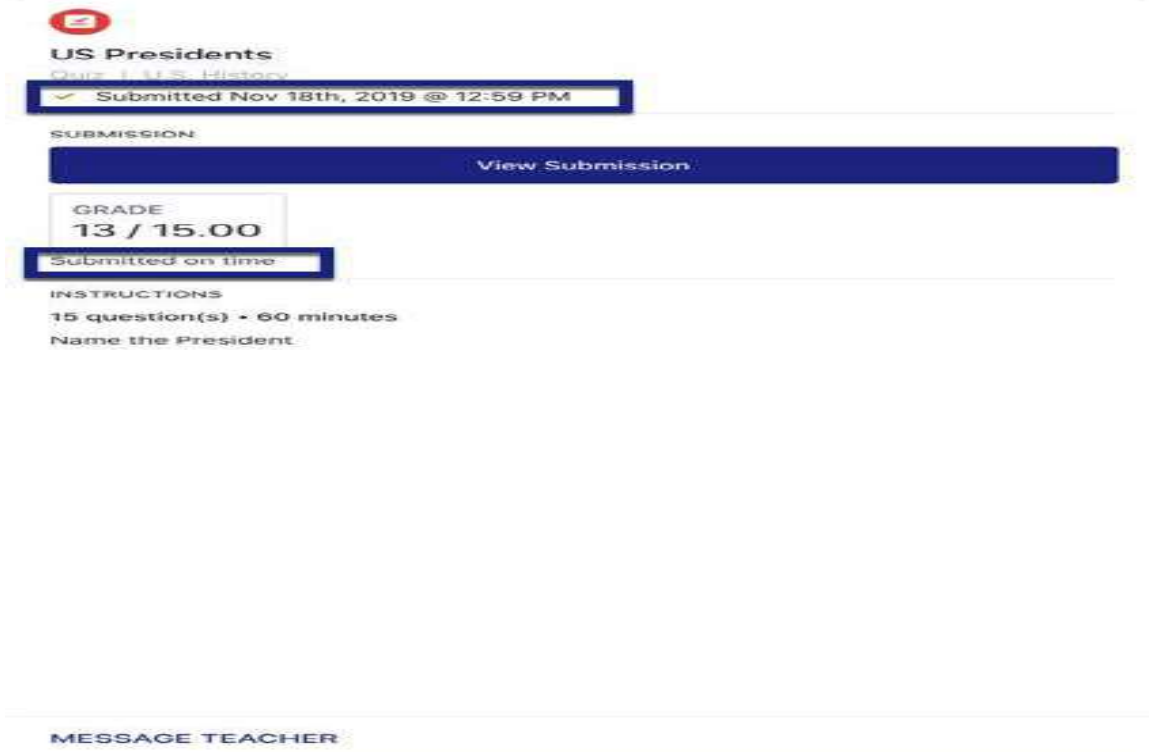 US Presidents
Quiz | U.S. History
Submitted Nov 18th, 2019 @ 12:59 PM
SUBMISSION
View Submission
GRADE
13 / 15.00
Submitted on time
INSTRUCTIONS
15 question(s) • 60 minutes
Name the President
MESSAGE TEACHER